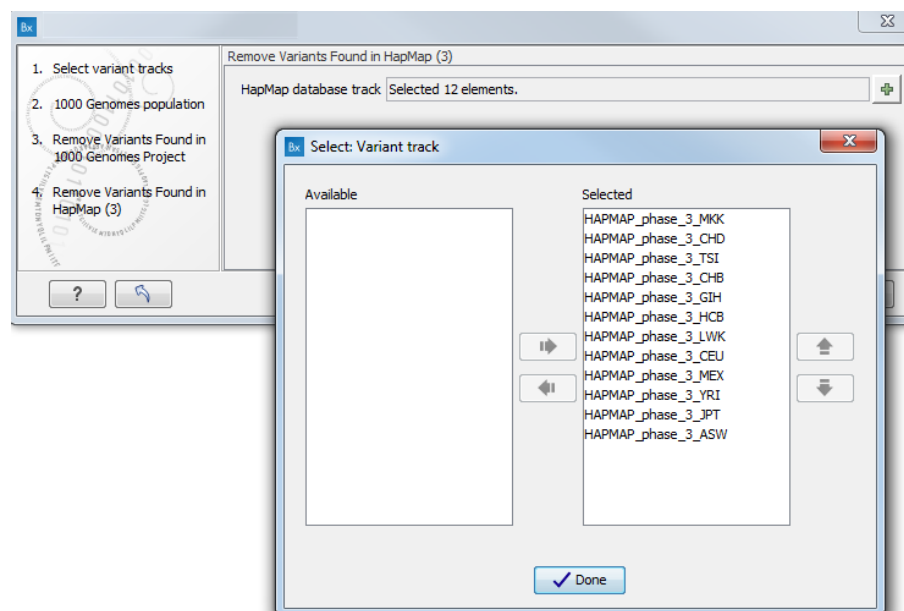 Bx
1. Select variant tracks
2. 1000 Genomes population
3. Remove Variants Found in
1000 Genomes Project
4. Remove Variants Found in
HapMap (3)
Remove Variants Found in HapMap (3)
HapMap database track Selected 12 elements.
?
Bx Select: Variant track
Available
Selected
HAPMAP_phase_3_MKK
HAPMAP_phase_3_CHD
HAPMAP_phase_3_TSI
HAPMAP_phase_3_CHB
HAPMAP_phase_3_GIH
HAPMAP_phase_3_HCB
HAPMAP_phase_3_LWK
HAPMAP_phase_3_CEU
HAPMAP_phase_3_MEX
HAPMAP_phase_3_YRI
HAPMAP_phase_3_JPT
HAPMAP_phase_3_ASW
Done